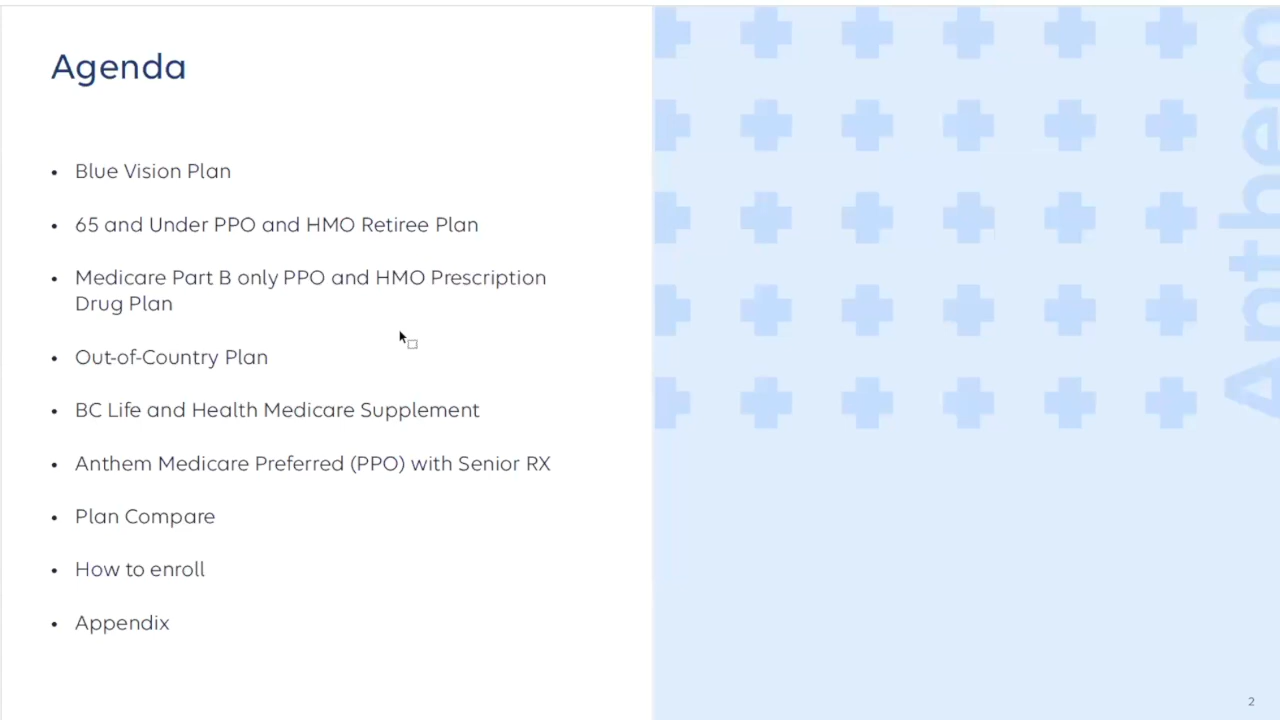 Agenda
• Blue Vision Plan
• 65 and Under PPO and HMO Retiree Plan
• Medicare Part B only PPO and HMO Prescription
Drug Plan
• Out-of-Country Plan
• BC Life and Health Medicare Supplement
• Anthem Medicare Preferred (PPO) with Senior RX
• Plan Compare
• How to enroll
• Appendix
Anthem
2